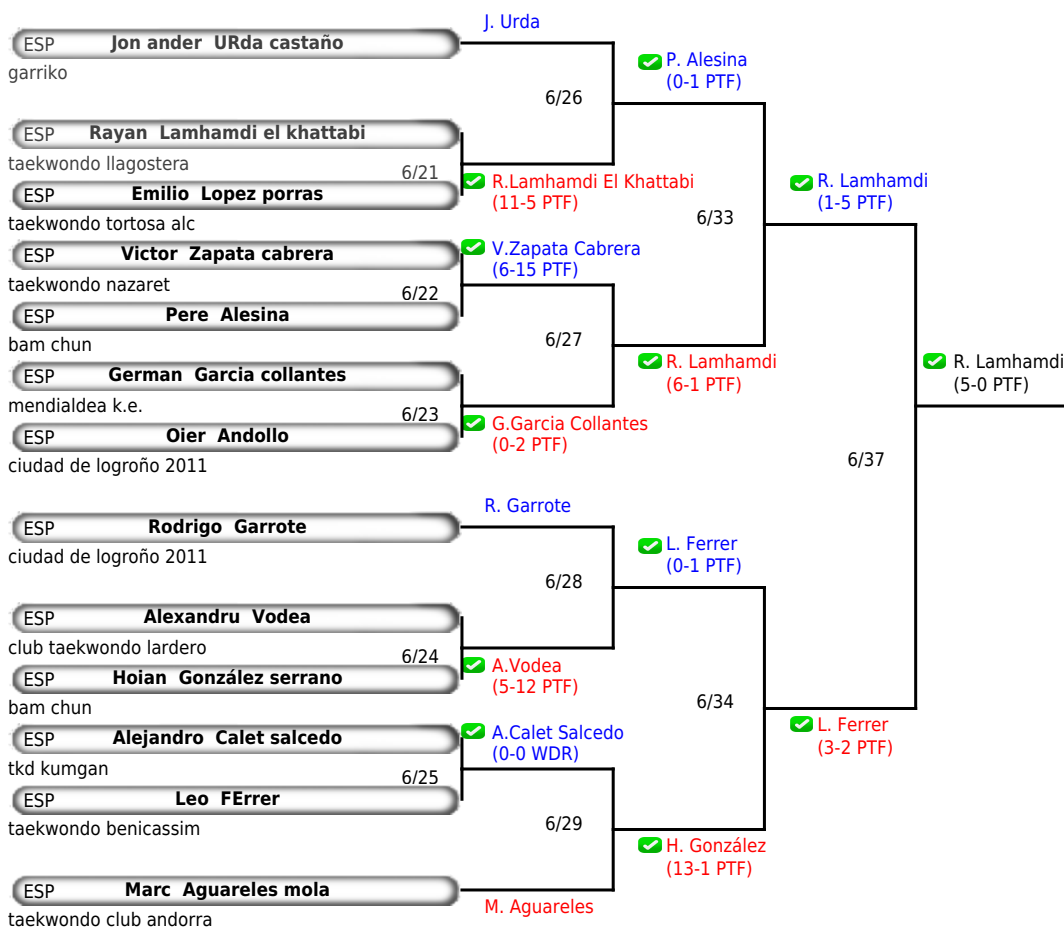 J. Urda
ESP Jon ander URda castaño
garriko
P. Alesina
(0-1 PTF)
6/26
ESP Rayan Lamhamdi el khattabi
taekwondo llagostera
6/21
R.Lamhamdi El Khattabi
(11-5 PTF)
R. Lamhamdi
(1-5 PTF)
ESP Emilio Lopez porras
taekwondo tortosa alc
6/33
ESP Victor Zapata cabrera
V.Zapata Cabrera
(6-15 PTF)
taekwondo nazaret
6/22
ESP Pere Alesina
bam chun
6/27
R. Lamhamdi
(6-1 PTF)
R. Lamhamdi
(5-0 PTF)
ESP German Garcia collantes
mendialdea k.e.
6/23
G.Garcia Collantes
(0-2 PTF)
ESP Oier Andollo
ciudad de logroño 2011
6/37
R. Garrote
ESP Rodrigo Garrote
ciudad de logroño 2011
L. Ferrer
(0-1 PTF)
6/28
ESP Alexandru Vodea
club taekwondo lardero
6/24
A.Vodea
(5-12 PTF)
ESP Hoian González serrano
bam chun
6/34
L. Ferrer
(3-2 PTF)
ESP Alejandro Calet salcedo
A.Calet Salcedo
(0-0 WDR)
tkd kumgan
6/25
ESP Leo FErrer
taekwondo benicassim
6/29
H. González
(13-1 PTF)
ESP Marc Aguareles mola
M. Aguareles
taekwondo club andorra